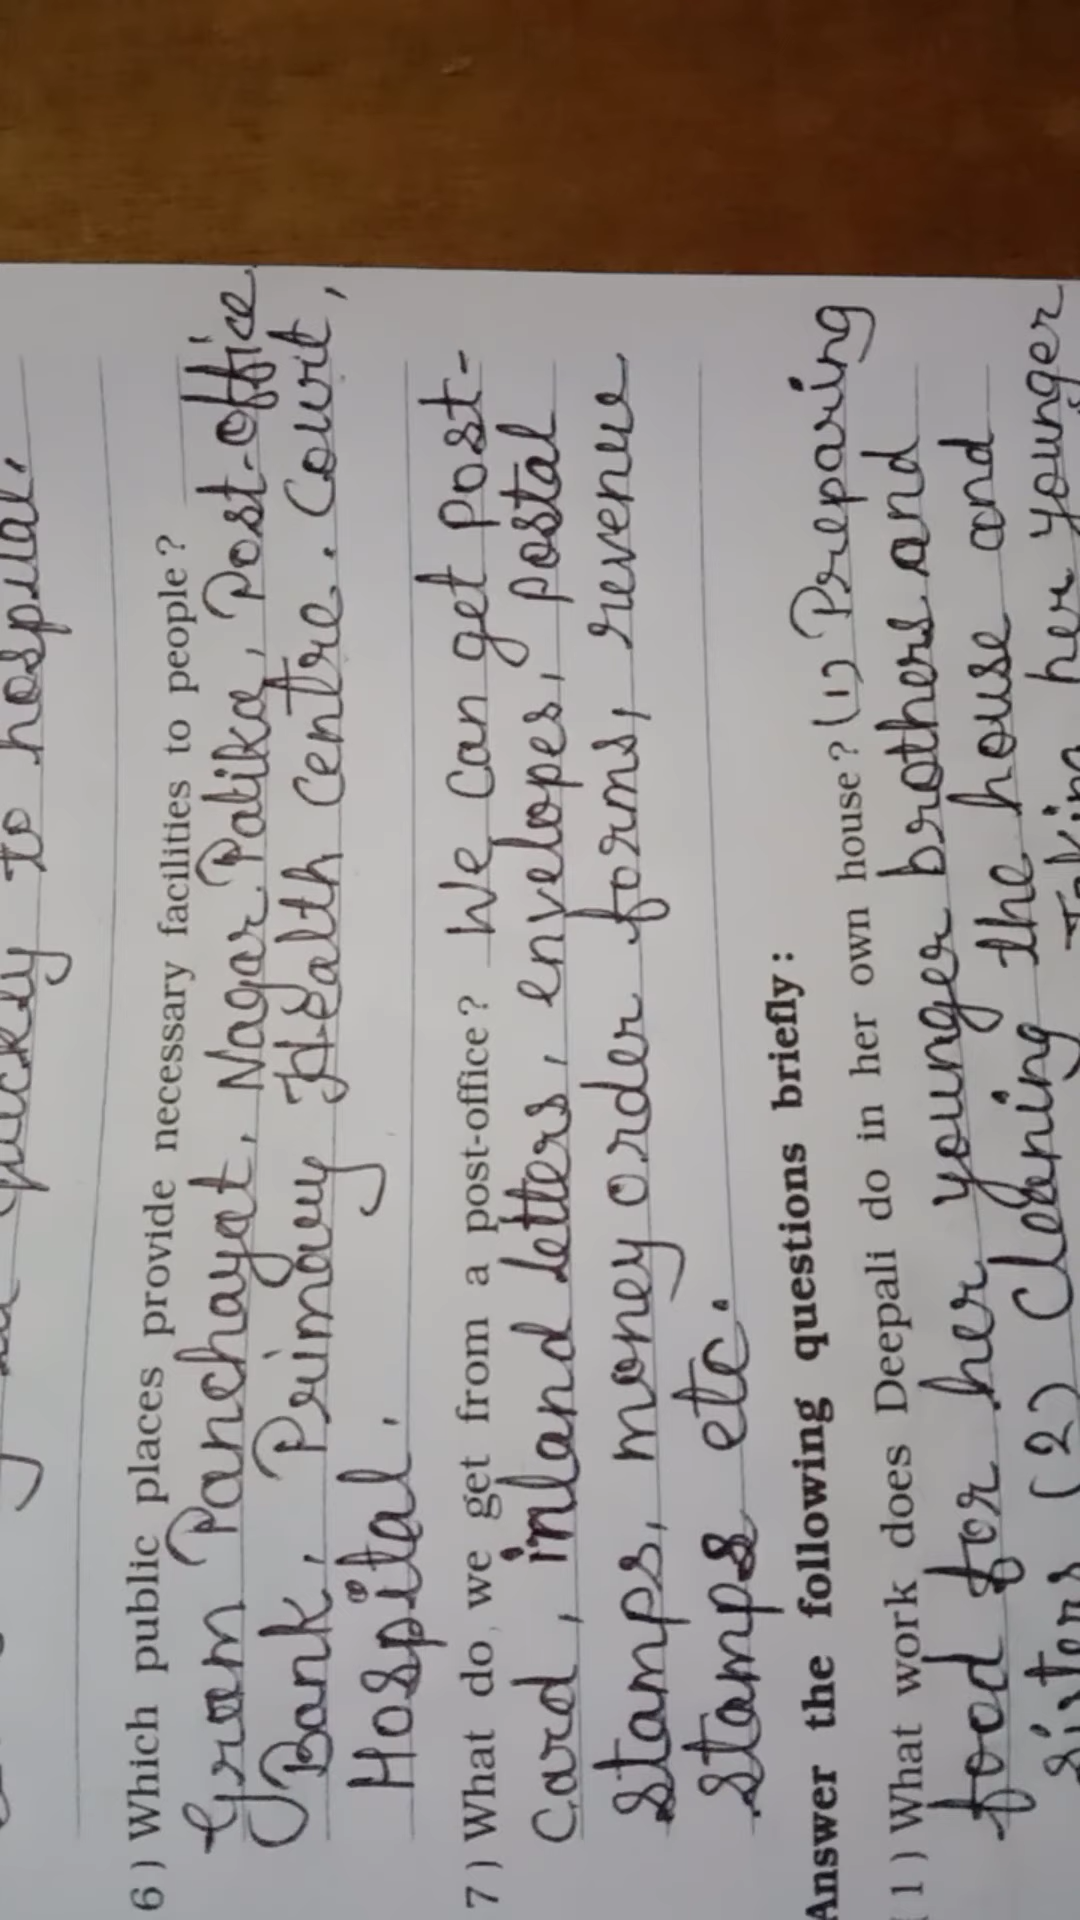 quickly to hospital.
6) Which public places provide necessary facilities to people?
Gram Panchayat, Nagar Palika, Post-office
Bank, Primary Health Centre. Court,
Hospital.
7) What do we get from a post-office? We can get post-
card, inland letters, envelopes, postal
stamps, money order forms, revenue
stamps etc.
Answer the following questions briefly:
1) What work does Deepali do in her own house? (1) Preparing
food for her younger brothers and
sisters (2) Cleaning the house and
Taking her younger